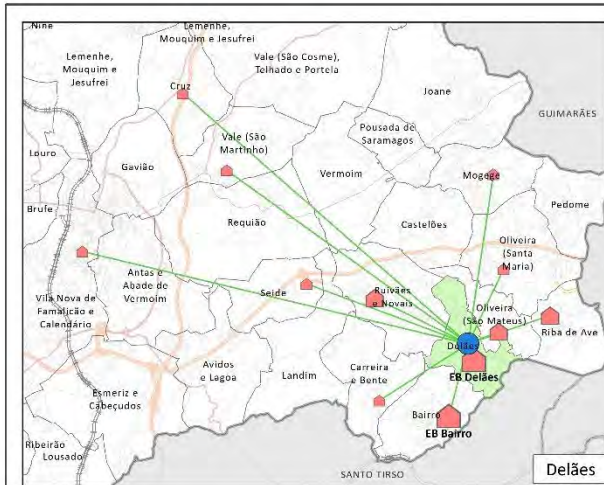 Nine
Lemenhe,
Mouquim e Jesufrei
Lemenhe,
Mouquim e
Jesufrei
Vale (São Cosme),
Telhado e Portela
Cruz
Joane
GUIMARÃES
Vale (São
Martinho)
Pousada de
Saramagos
Louro
Gavião
Vermoim
Mogege
Brufe
Requião
Castelões
Pedome
Oliveira
(Santa
Maria)
Antas e
Abade de
Vermoim
Seide
Ruivães
e Novais
Vila Nova de
Famalicão e
Calendário
Oliveira
(São Mateus)
Riba de Ave
Delães
EB Delães
Avidos
e Lagoa
Landim
Carreira
e Bente
Esmeriz e
Cabeçudos
Bairro
EB Bairro
Ribeirão
Lousado
SANTO TIRSO
Delães